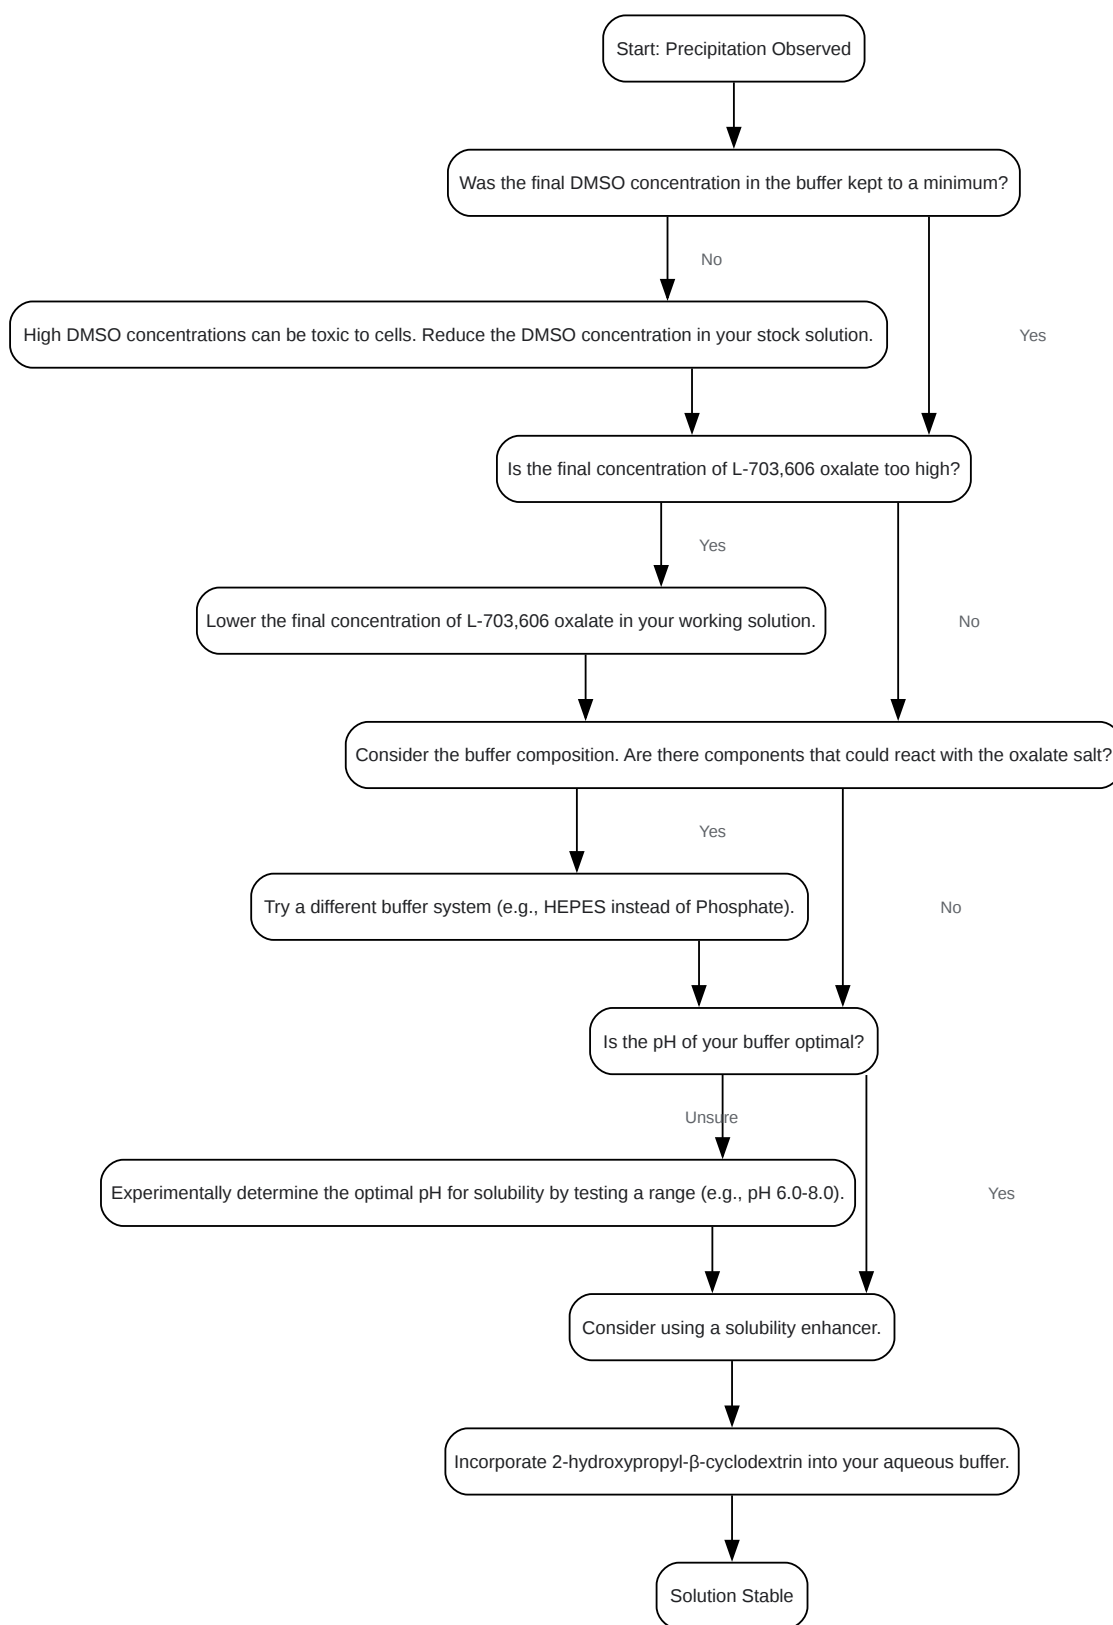 Start: Precipitation Observed
Was the final DMSO concentration in the buffer kept to a minimum?
No
High DMSO concentrations can be toxic to cells. Reduce the DMSO concentration in your stock solution.
Yes
Is the final concentration of L-703,606 oxalate too high?
Yes
Lower the final concentration of L-703,606 oxalate in your working solution.
No
Consider the buffer composition. Are there components that could react with the oxalate salt?
Yes
Try a different buffer system (e.g., HEPES instead of Phosphate).
No
Is the pH of your buffer optimal?
Unsure
Experimentally determine the optimal pH for solubility by testing a range (e.g., pH 6.0-8.0).
Yes
Consider using a solubility enhancer.
Incorporate 2-hydroxypropyl-β-cyclodextrin into your aqueous buffer.
Solution Stable